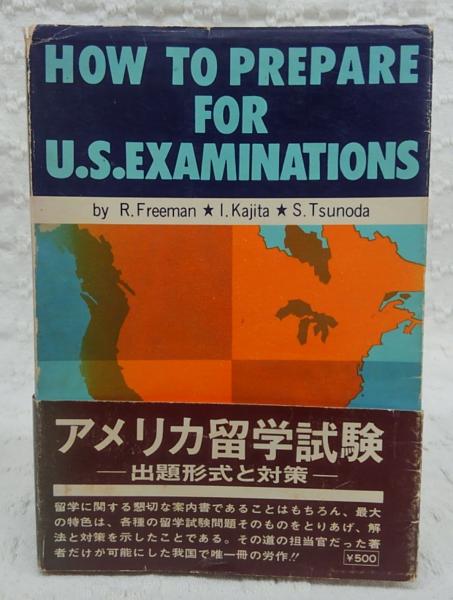 HOW TO PREPARE
FOR
U.S.EXAMINATIONS
by R.Freeman ★ I.Kajita ★ S.Tsunoda
アメリカ留学試験
—出題形式と対策—
留学に関する懇切な案内書であることはもちろん、最大
の特色は、各種の留学試験問題そのものをとりあげ、解
法と対策を示したことである。その道の担当官だった著
者だけが可能にした我国で唯一冊の労作!!
¥500